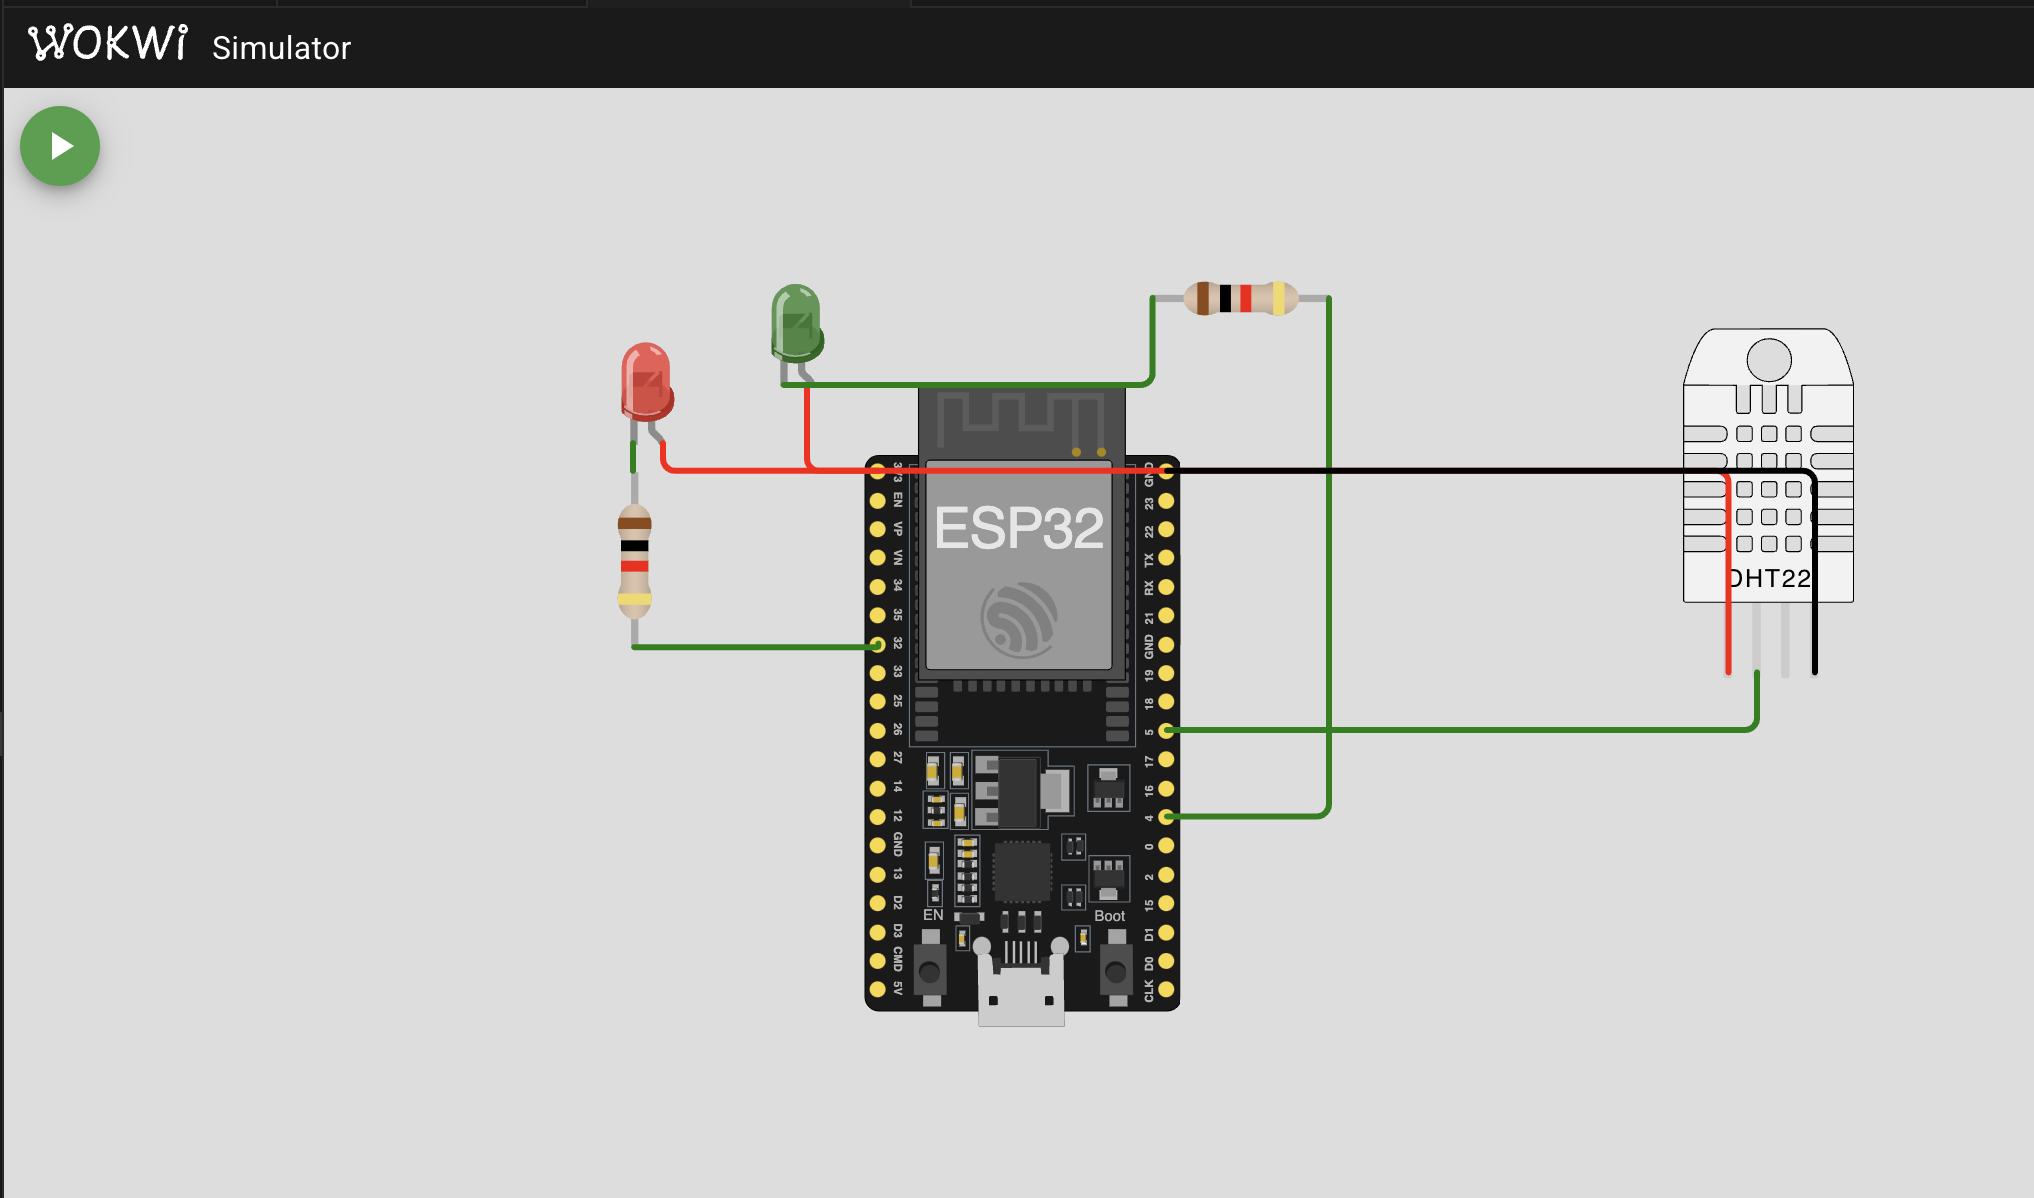 WOKWi Simulator
ESP32
DHT22
EN
VP
VN
34
35
32
33
25
26
27
14
12
GND
13
D2
D3
CMD
5V
GND
23
22
TX
RX
21
GND
19
18
5
17
16
4
0
2
15
D1
D0
CLK
EN
Boot